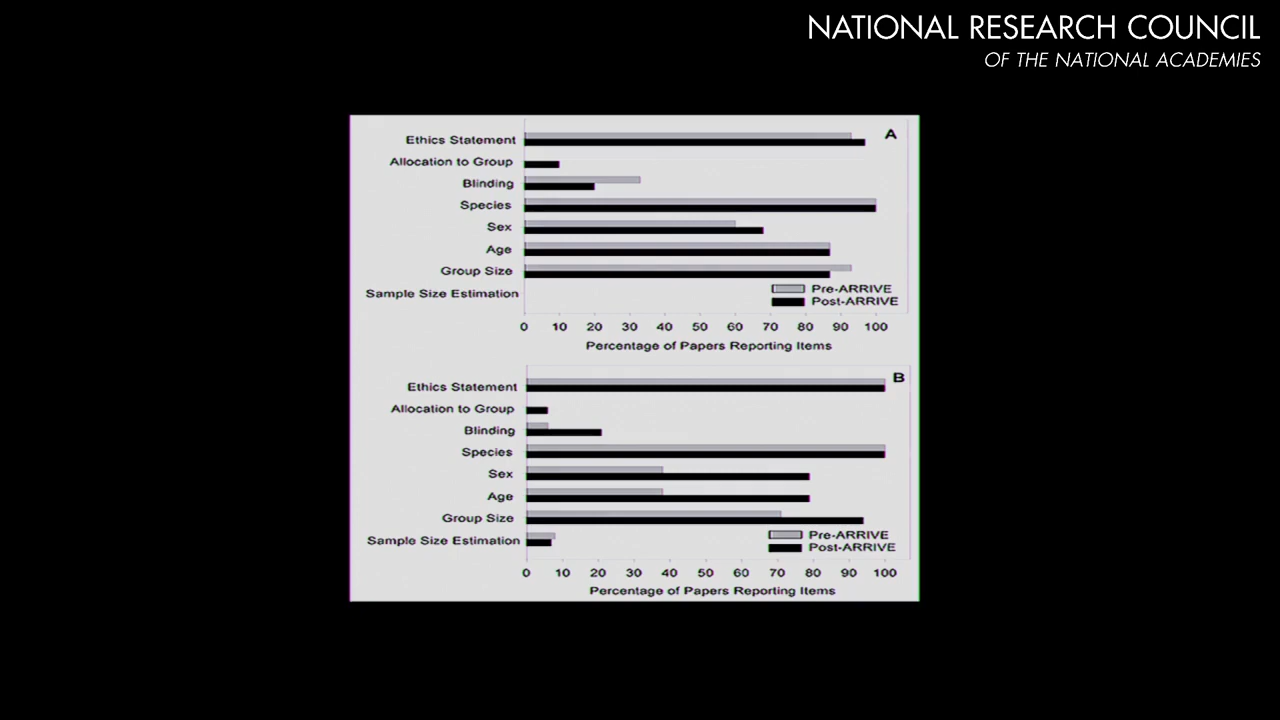 NATIONAL RESEARCH COUNCIL
OF THE NATIONAL ACADEMIES
A
Ethics Statement
Allocation to Group
Blinding
Species
Sex
Age
Group Size
Sample Size Estimation
Pre-ARRIVE
Post-ARRIVE
0 10 20 30 40 50 60 70 80 90 100
Percentage of Papers Reporting Items
B
Ethics Statement
Allocation to Group
Blinding
Species
Sex
Age
Group Size
Sample Size Estimation
Pre-ARRIVE
Post-ARRIVE
0 10 20 30 40 50 60 70 80 90 100
Percentage of Papers Reporting Items